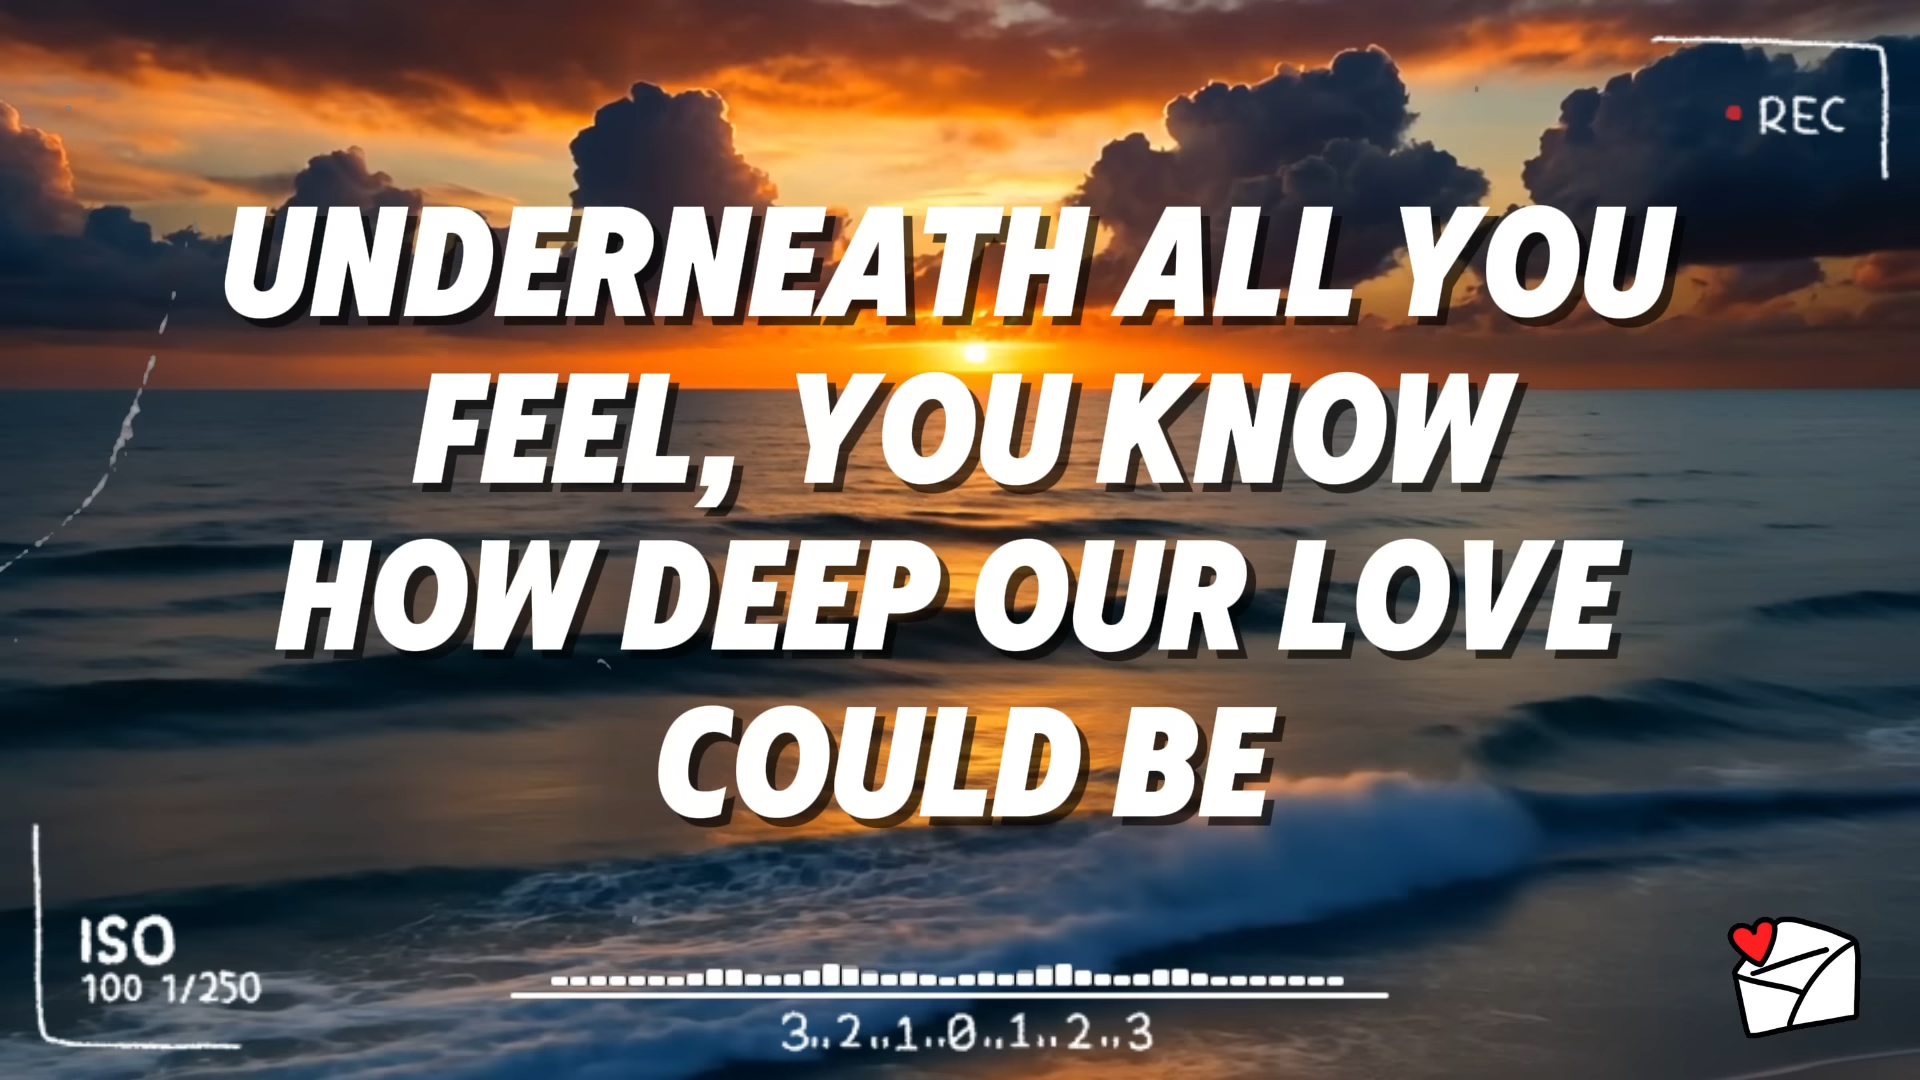 REC
UNDERNEATH ALL YOU
FEEL, YOU KNOW
HOW DEEP OUR LOVE
COULD BE
ISO
100 1/250
3..2..1..0..1..2..3